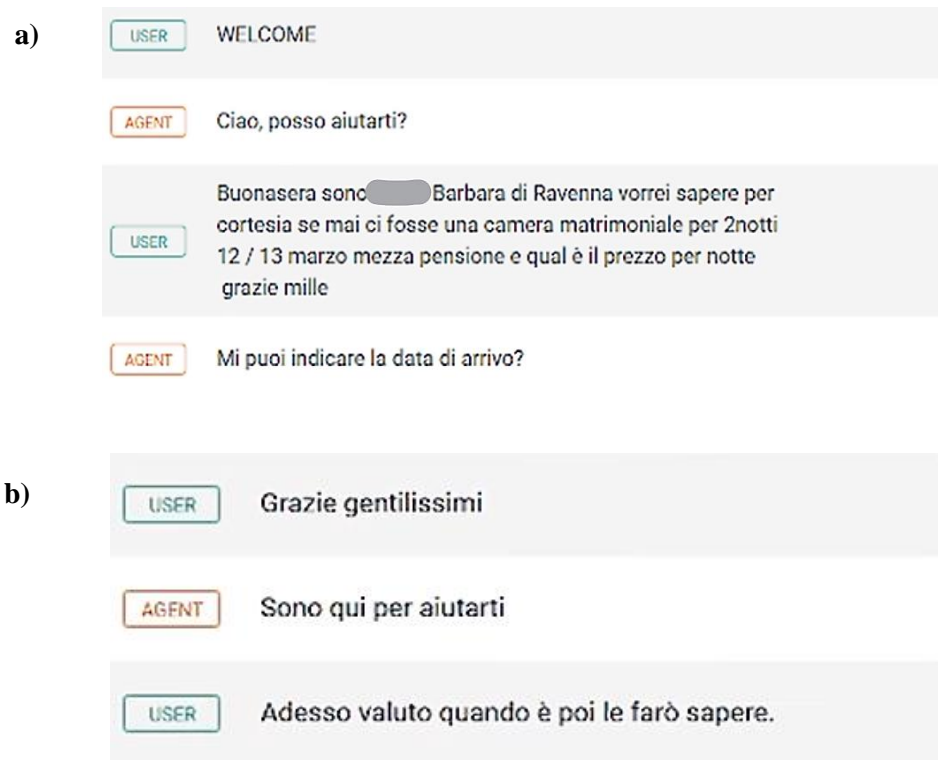 a)
USER WELCOME
AGENT Ciao, posso aiutarti?
Buonasera sono Barbara di Ravenna vorrei sapere per
cortesia se mai ci fosse una camera matrimoniale per 2notti
USER
12 / 13 marzo mezza pensione e qual è il prezzo per notte
grazie mille
AGENT Mi puoi indicare la data di arrivo?
b)
USER Grazie gentilissimi
AGENT Sono qui per aiutarti
USER Adesso valuto quando è poi le farò sapere.